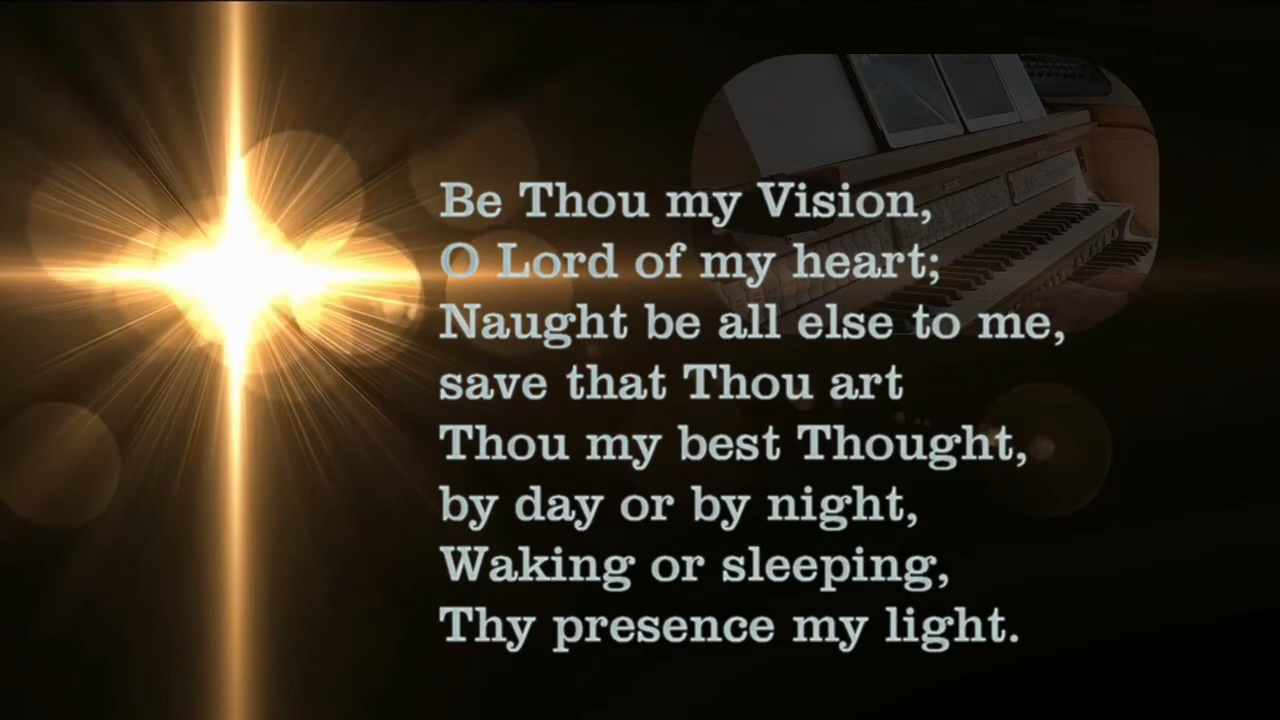 Be Thou my Vision,
O Lord of my heart;
Naught be all else to me,
save that Thou art
Thou my best Thought,
by day or by night,
Waking or sleeping,
Thy presence my light.